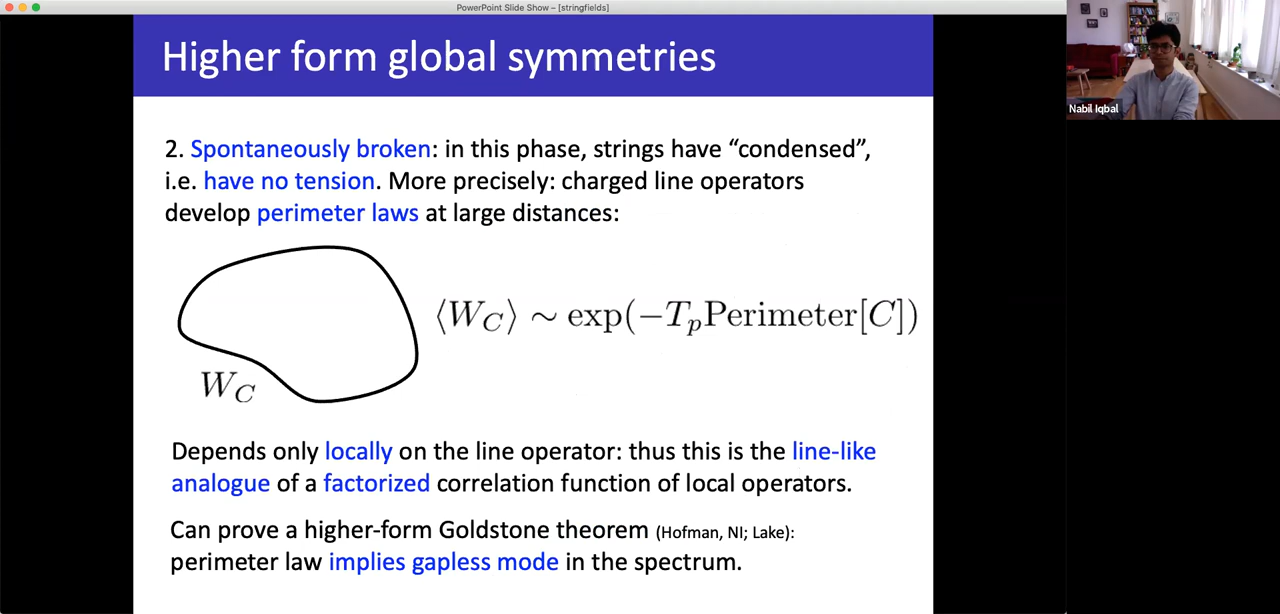 PowerPoint Slide Show – [stringfields]
Higher form global symmetries
Nabil Iqbal
2. Spontaneously broken: in this phase, strings have “condensed”,
i.e. have no tension. More precisely: charged line operators
develop perimeter laws at large distances:
⟨W_C⟩ ∼ exp(−T_pPerimeter[C])
W_C
Depends only locally on the line operator: thus this is the line-like
analogue of a factorized correlation function of local operators.
Can prove a higher-form Goldstone theorem (Hofman, NI; Lake):
perimeter law implies gapless mode in the spectrum.